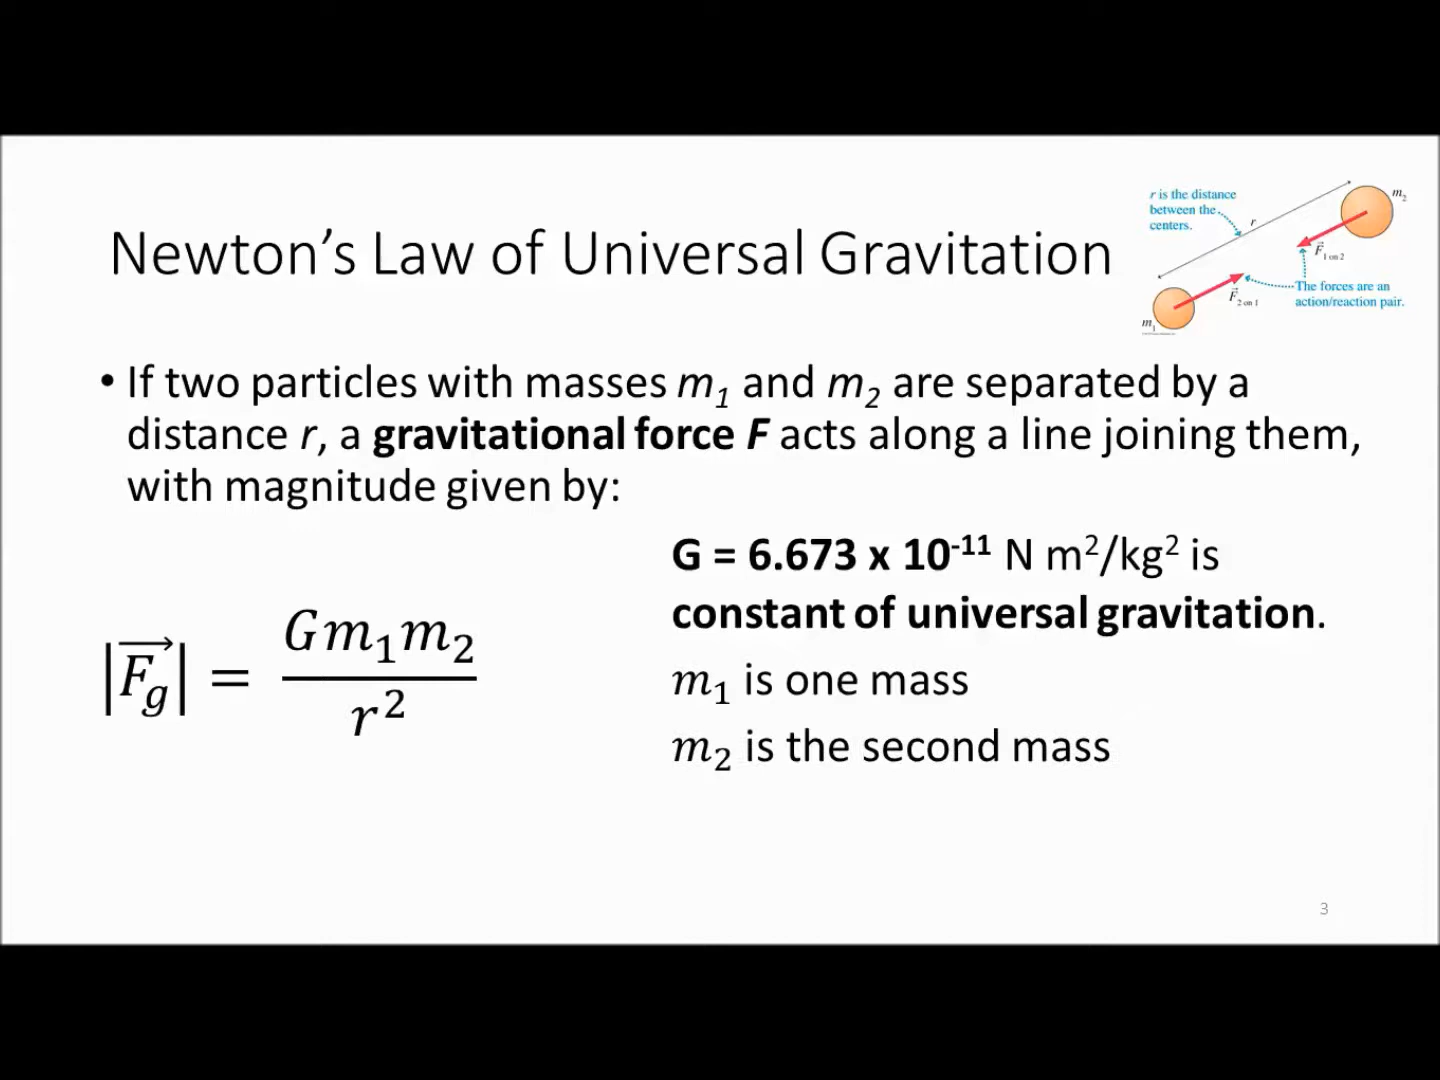 Newton’s Law of Universal Gravitation
r is the distance
between the
centers.
r
m₂
F⃗ 1 on 2
F⃗ 2 on 1
The forces are an
action/reaction pair.
m₁
• If two particles with masses m₁ and m₂ are separated by a
distance r, a gravitational force F acts along a line joining them,
with magnitude given by:
|F⃗g| = Gm₁m₂ / r²
G = 6.673 x 10⁻¹¹ N m²/kg² is
constant of universal gravitation.
m₁ is one mass
m₂ is the second mass
3